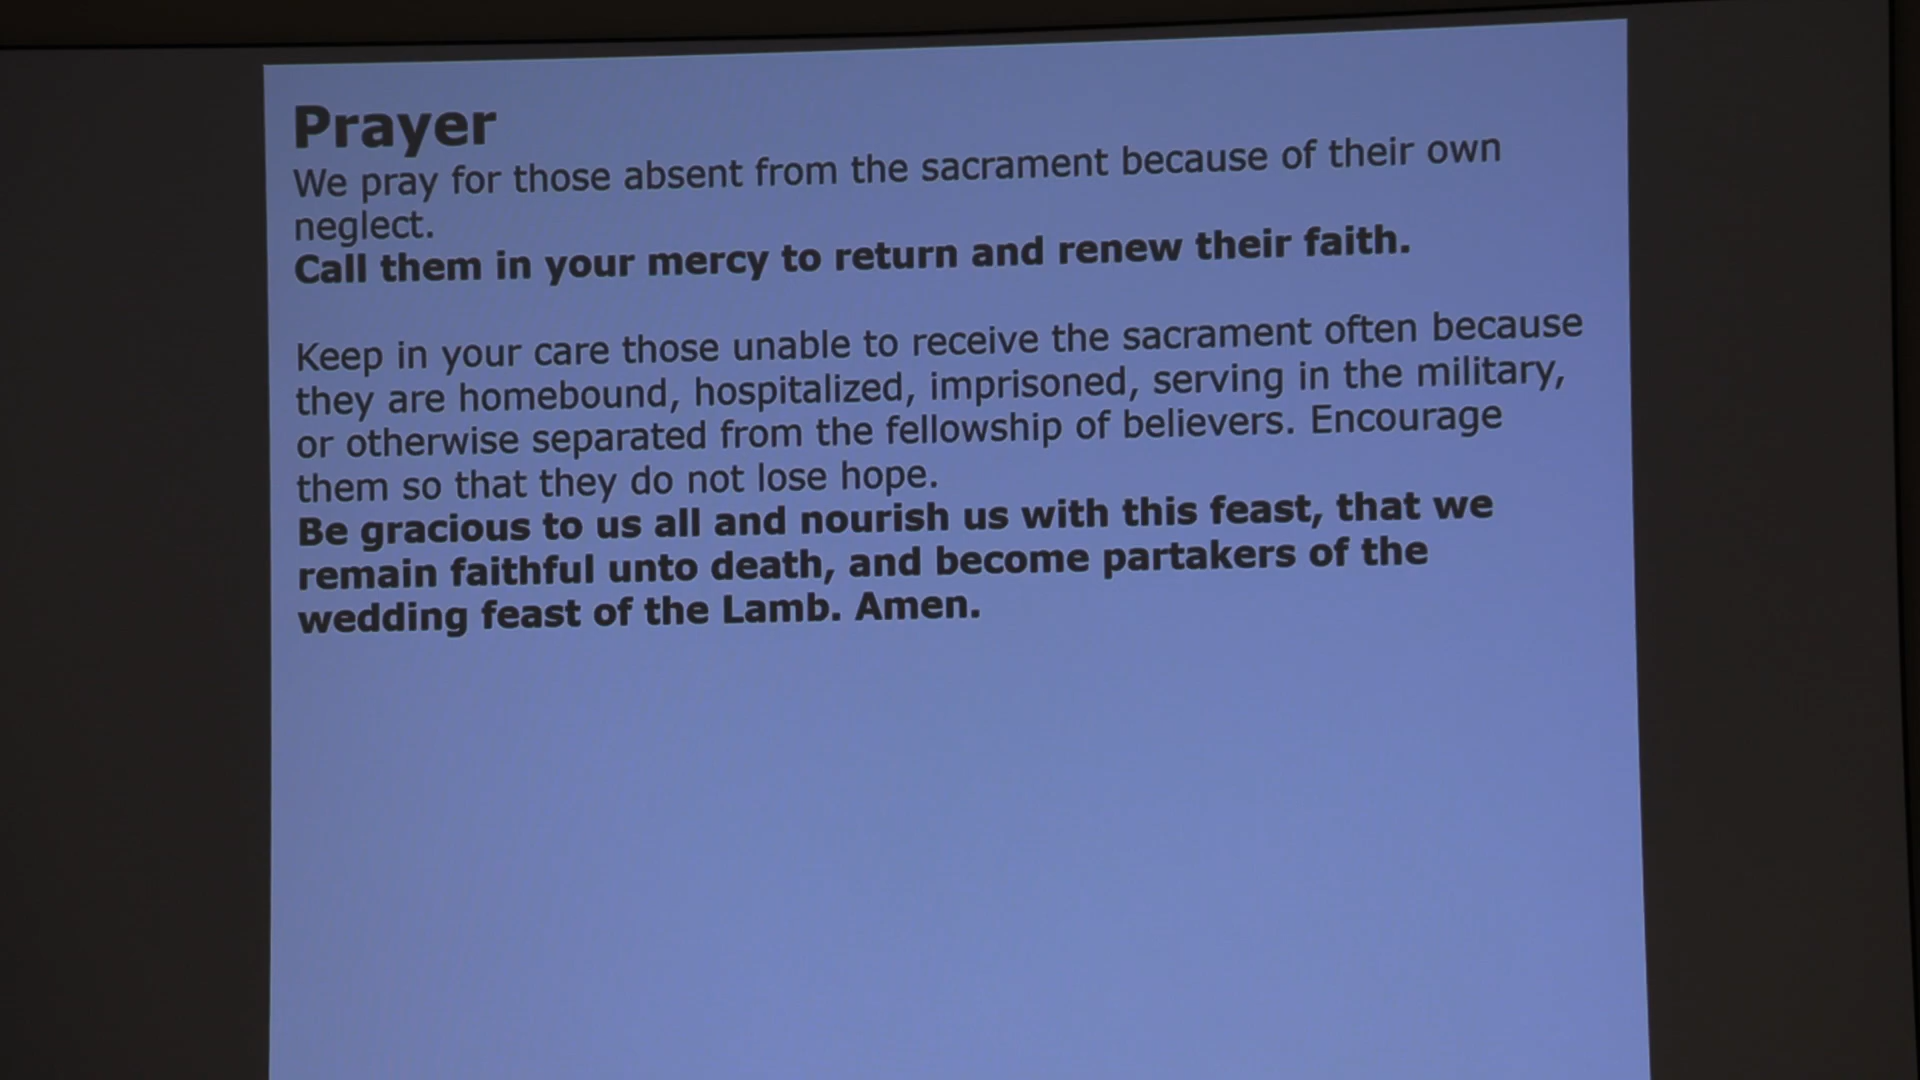 Prayer
We pray for those absent from the sacrament because of their own
neglect.
Call them in your mercy to return and renew their faith.
Keep in your care those unable to receive the sacrament often because
they are homebound, hospitalized, imprisoned, serving in the military,
or otherwise separated from the fellowship of believers. Encourage
them so that they do not lose hope.
Be gracious to us all and nourish us with this feast, that we
remain faithful unto death, and become partakers of the
wedding feast of the Lamb. Amen.